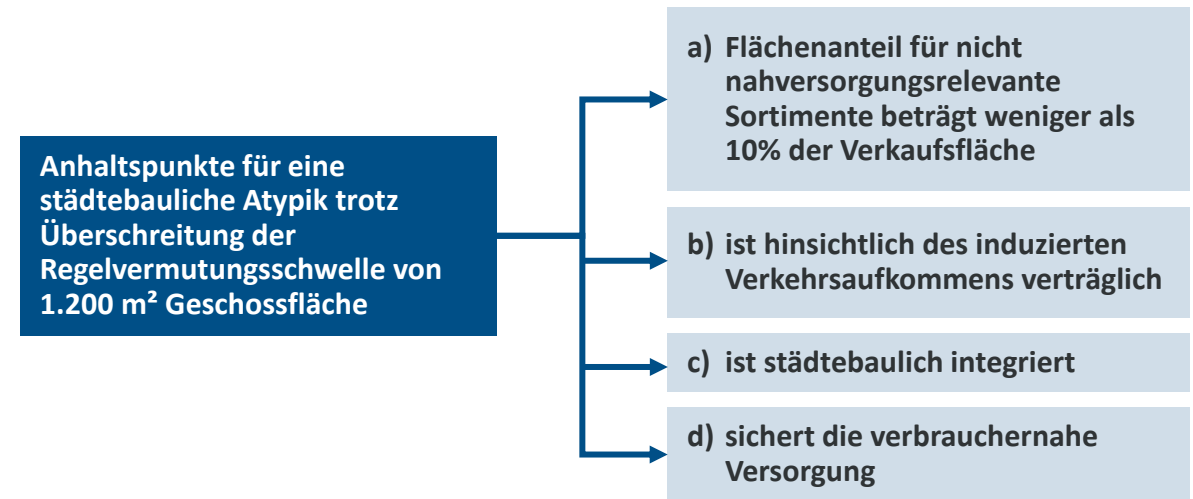 Anhaltspunkte für eine
städtebauliche Atypik trotz
Überschreitung der
Regelvermutungsschwelle von
1.200 m² Geschossfläche
a) Flächenanteil für nicht
nahversorgungsrelevante
Sortimente beträgt weniger als
10% der Verkaufsfläche
b) ist hinsichtlich des induzierten
Verkehrsaufkommens verträglich
c) ist städtebaulich integriert
d) sichert die verbrauchernahe
Versorgung